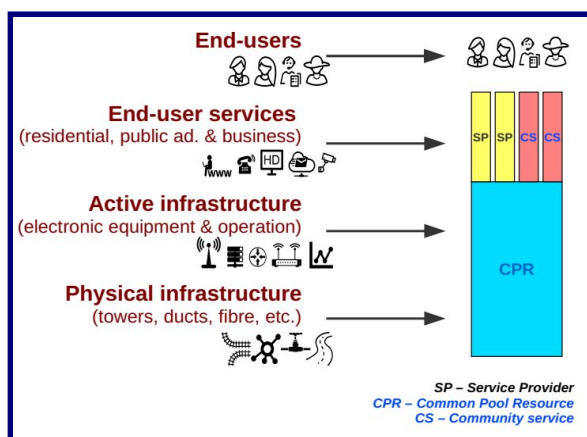 End-users
End-user services
(residential, public ad. & business)
www
HD
SP
SP
CS
CS
Active infrastructure
(electronic equipment & operation)
CPR
Physical infrastructure
(towers, ducts, fibre, etc.)
SP – Service Provider
CPR – Common Pool Resource
CS – Community service